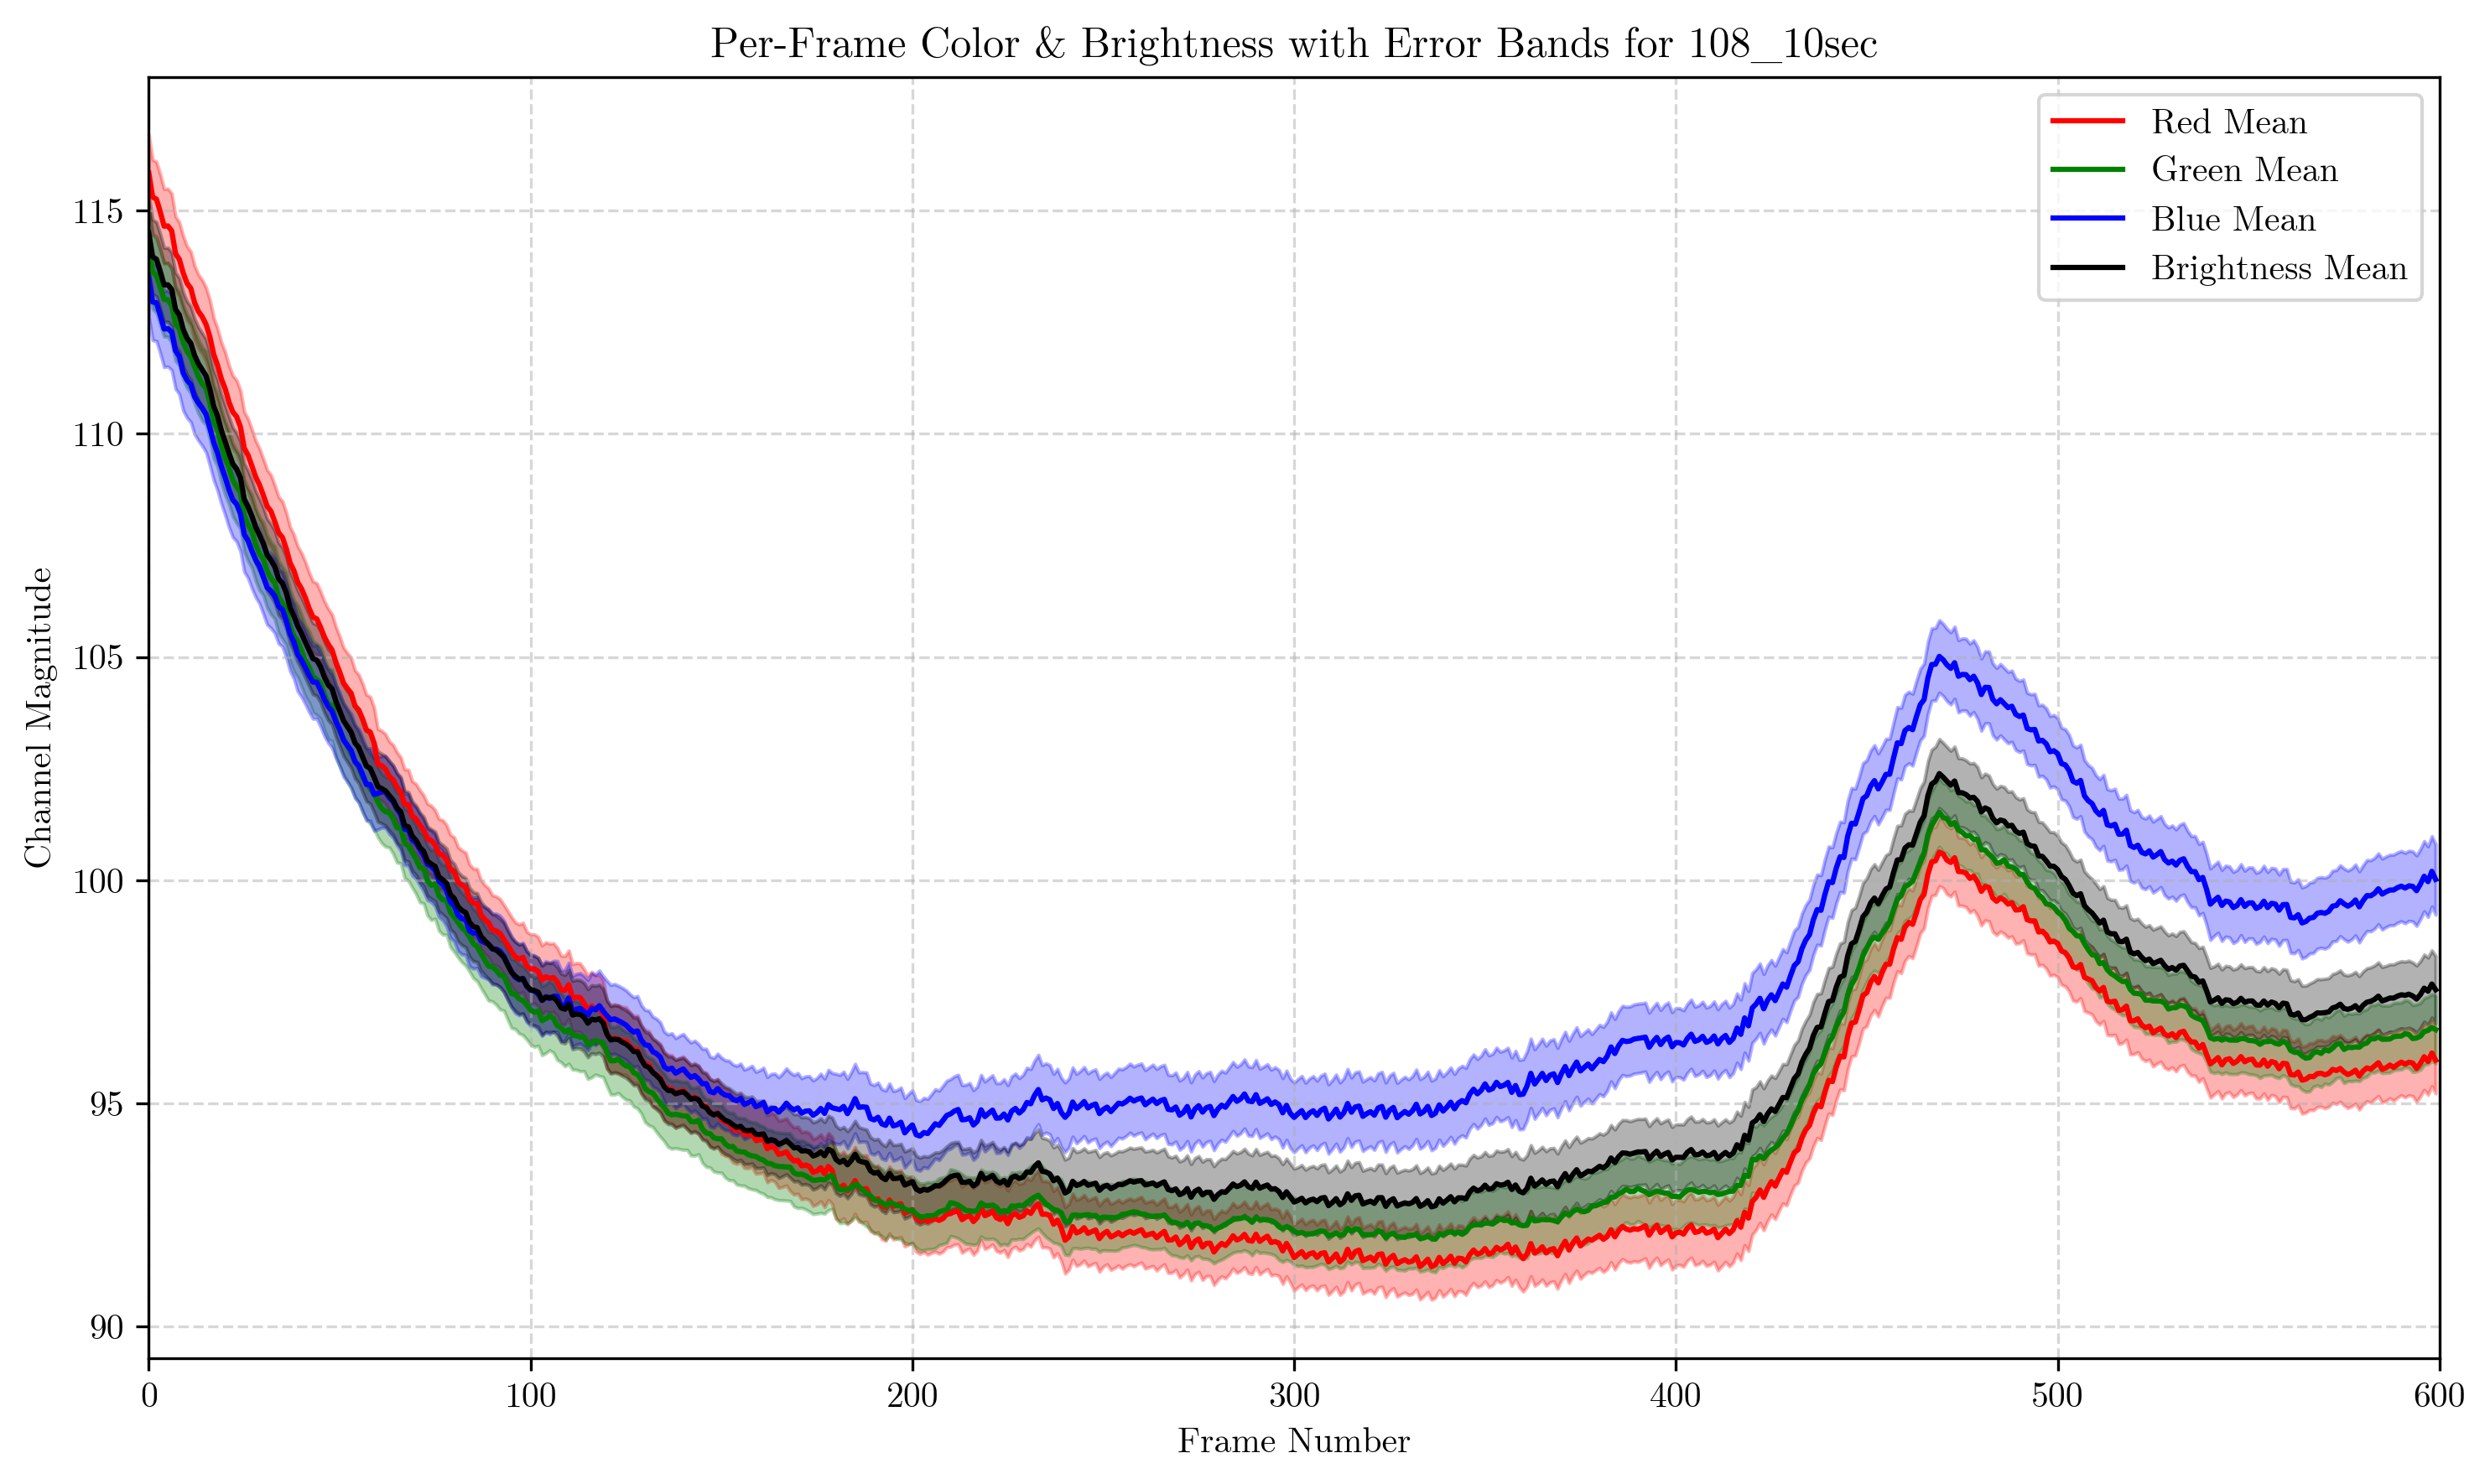 Per-Frame Color & Brightness with Error Bands for 108_10sec
Red Mean
Green Mean
Blue Mean
Brightness Mean
Channel Magnitude
115
110
105
100
95
90
0 100 200 300 400 500 600
Frame Number